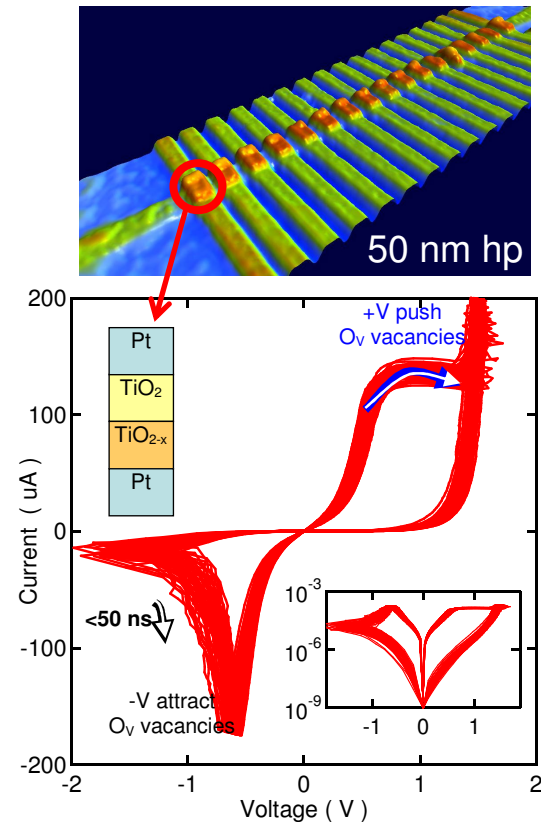 50 nm hp
200
100
0
-100
-200
Current ( uA )
Pt
TiO₂
TiO₂₋ₓ
Pt
+V push
Oᵥ vacancies
<50 ns
-V attract
Oᵥ vacancies
10⁻³
10⁻⁶
10⁻⁹
-1 0 1
-2 -1 0 1 2
Voltage ( V )